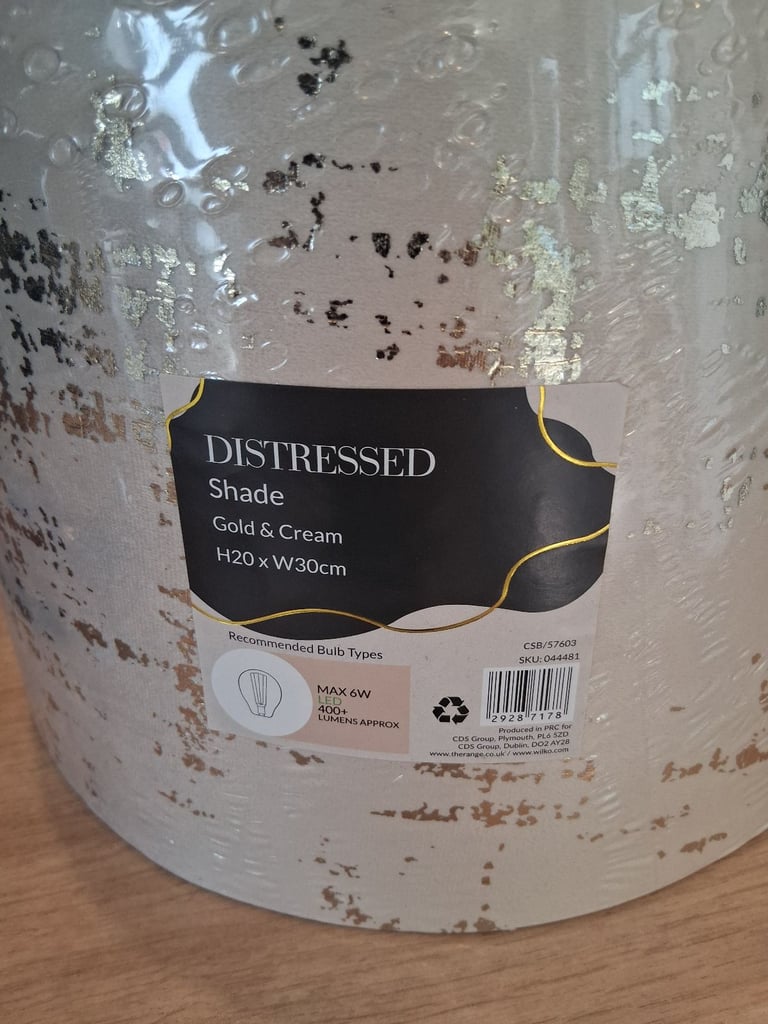 DISTRESSED
Shade
Gold & Cream
H20 x W30cm
Recommended Bulb Types
MAX 6W
LED
400+
LUMENS APPROX
CSB/57603
SKU: 044481
2928 7178
Produced in PRC for
CDS Group, Plymouth, PL6 5ZD.
CDS Group, Dublin, DO2 AY28
www.therange.co.uk / www.wilko.com